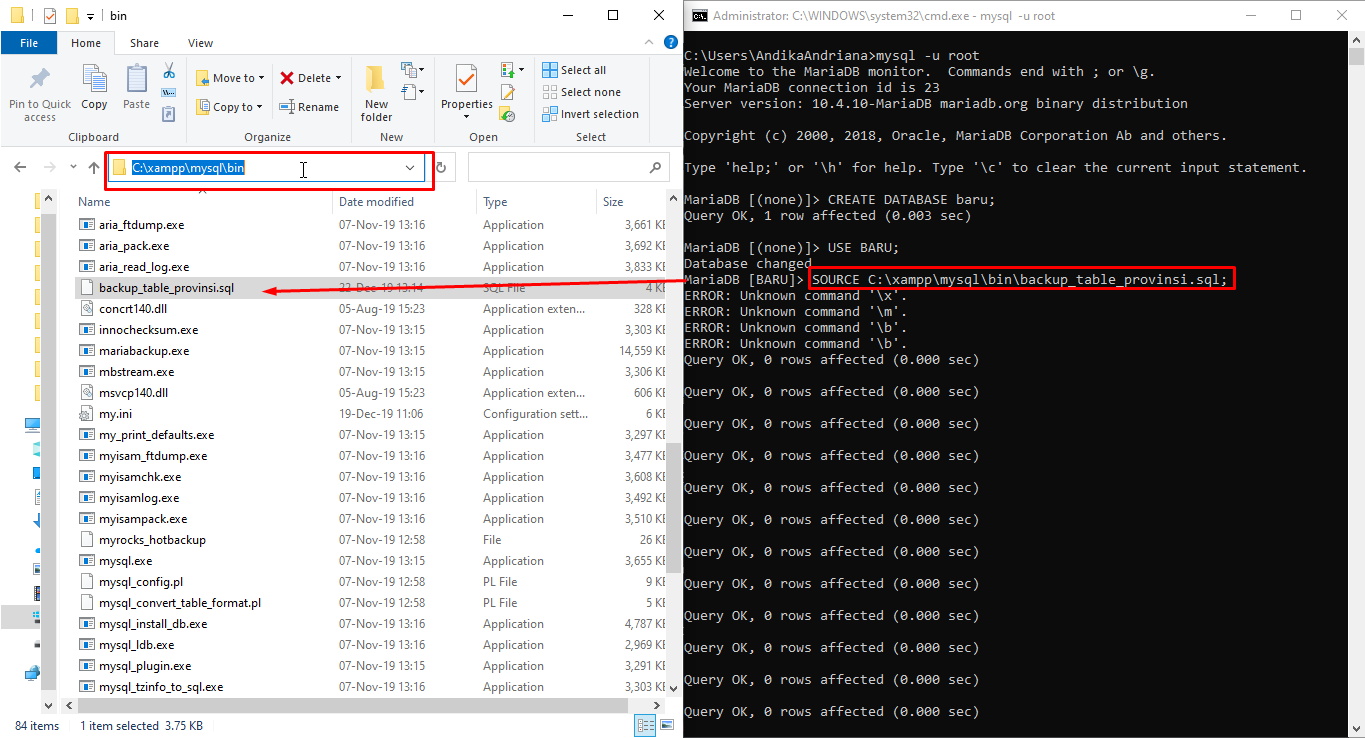 bin
File Home Share View
Pin to Quick access
Copy
Paste
Clipboard
Move to
Copy to
Delete
Rename
Organize
New folder
New
Properties
Open
Select all
Select none
Invert selection
Select
C:\xampp\mysql\bin
Name Date modified Type Size
aria_ftdump.exe 07-Nov-19 13:16 Application 3,661 KB
aria_pack.exe 07-Nov-19 13:16 Application 3,692 KB
aria_read_log.exe 07-Nov-19 13:16 Application 3,833 KB
backup_table_provinsi.sql 22-Dec-19 13:14 SQL File 4 KB
concrt140.dll 05-Aug-19 15:23 Application exten... 328 KB
innochecksum.exe 07-Nov-19 13:15 Application 3,303 KB
mariabackup.exe 07-Nov-19 13:15 Application 14,559 KB
mbstream.exe 07-Nov-19 13:15 Application 3,306 KB
msvcp140.dll 05-Aug-19 15:23 Application exten... 606 KB
my.ini 19-Dec-19 11:06 Configuration sett... 6 KB
my_print_defaults.exe 07-Nov-19 13:15 Application 3,297 KB
myisam_ftdump.exe 07-Nov-19 13:16 Application 3,477 KB
myisamchk.exe 07-Nov-19 13:16 Application 3,608 KB
myisamlog.exe 07-Nov-19 13:16 Application 3,492 KB
myisampack.exe 07-Nov-19 13:16 Application 3,510 KB
myrocks_hotbackup 07-Nov-19 12:58 File 26 KB
mysql.exe 07-Nov-19 13:16 Application 3,655 KB
mysql_config.pl 07-Nov-19 12:58 PL File 9 KB
mysql_convert_table_format.pl 07-Nov-19 12:58 PL File 5 KB
mysql_install_db.exe 07-Nov-19 13:16 Application 4,787 KB
mysql_ldb.exe 07-Nov-19 13:16 Application 2,969 KB
mysql_plugin.exe 07-Nov-19 13:15 Application 3,291 KB
mysql_tzinfo_to_sql.exe 07-Nov-19 13:16 Application 3,303 KB
84 items 1 item selected 3.75 KB
Administrator: C:\WINDOWS\system32\cmd.exe - mysql -u root
C:\Users\AndikaAndriana>mysql -u root
Welcome to the MariaDB monitor. Commands end with ; or \g.
Your MariaDB connection id is 23
Server version: 10.4.10-MariaDB mariadb.org binary distribution
Copyright (c) 2000, 2018, Oracle, MariaDB Corporation Ab and others.
Type 'help;' or '\h' for help. Type '\c' to clear the current input statement.
MariaDB [(none)]> CREATE DATABASE baru;
Query OK, 1 row affected (0.003 sec)
MariaDB [(none)]> USE BARU;
Database changed
MariaDB [BARU]> SOURCE C:\xampp\mysql\bin\backup_table_provinsi.sql;
ERROR: Unknown command '\x'.
ERROR: Unknown command '\m'.
ERROR: Unknown command '\b'.
ERROR: Unknown command '\b'.
Query OK, 0 rows affected (0.000 sec)
Query OK, 0 rows affected (0.000 sec)
Query OK, 0 rows affected (0.000 sec)
Query OK, 0 rows affected (0.000 sec)
Query OK, 0 rows affected (0.000 sec)
Query OK, 0 rows affected (0.000 sec)
Query OK, 0 rows affected (0.000 sec)
Query OK, 0 rows affected (0.000 sec)
Query OK, 0 rows affected (0.000 sec)
Query OK, 0 rows affected (0.000 sec)
Query OK, 0 rows affected (0.000 sec)
Query OK, 0 rows affected (0.000 sec)